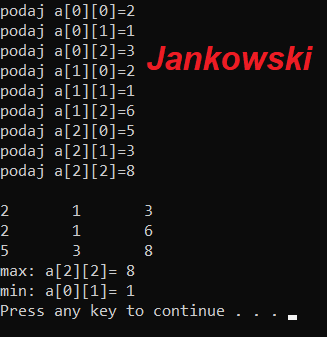 podaj a[0][0]=2
podaj a[0][1]=1
podaj a[0][2]=3
Jankowski
podaj a[1][0]=2
podaj a[1][1]=1
podaj a[1][2]=6
podaj a[2][0]=5
podaj a[2][1]=3
podaj a[2][2]=8
2 1 3
2 1 6
5 3 8
max: a[2][2]= 8
min: a[0][1]= 1
Press any key to continue . . .